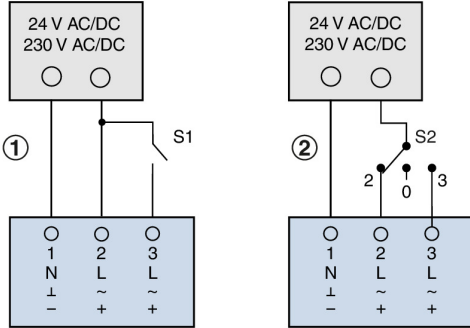 24 V AC/DC
230 V AC/DC
S1
1
1 2 3
N L L
⊥ ~ ~
– + +
24 V AC/DC
230 V AC/DC
S2
2
2 0 3
1 2 3
N L L
⊥ ~ ~
– + +